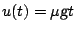 u(t) = μgt